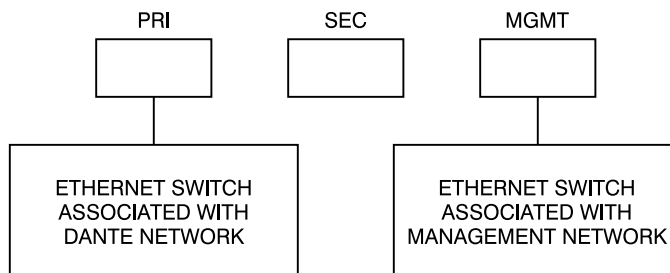 PRI
SEC
MGMT
ETHERNET SWITCH
ASSOCIATED WITH
DANTE NETWORK
ETHERNET SWITCH
ASSOCIATED WITH
MANAGEMENT NETWORK